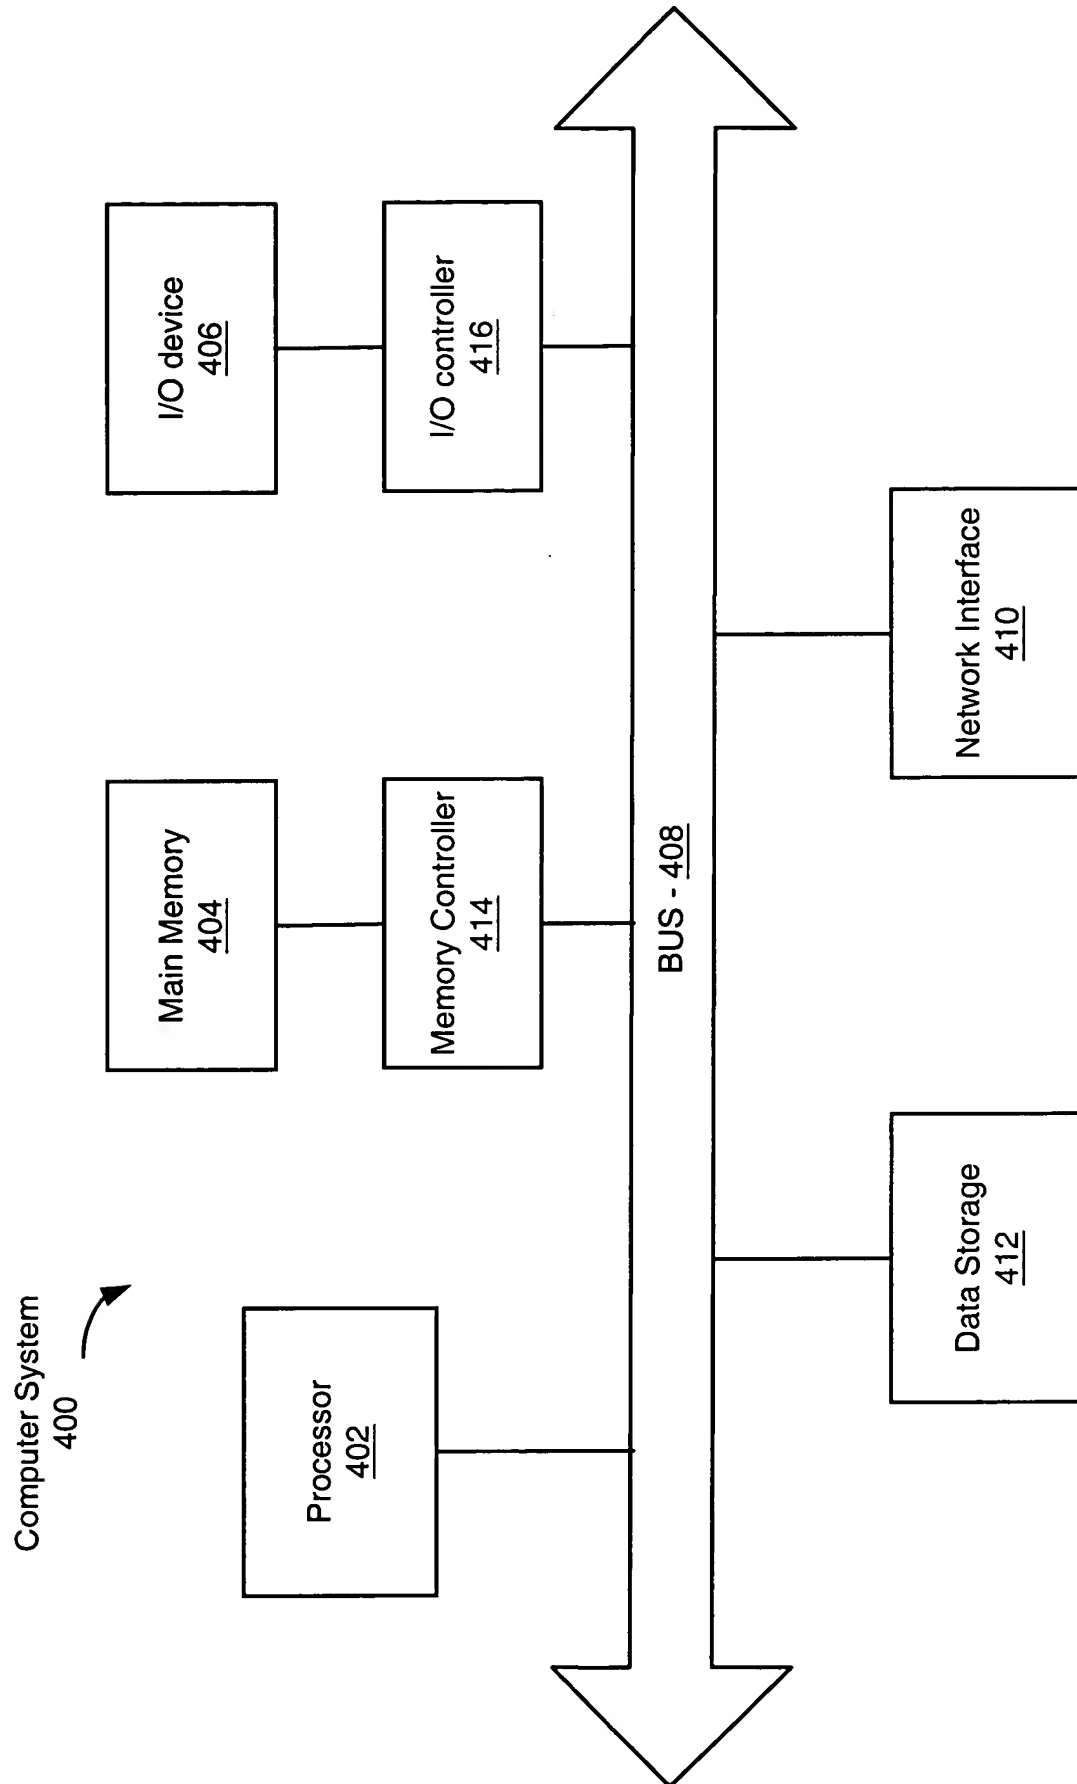 Computer System
400
Processor
402
Main Memory
404
I/O device
406
Memory Controller
414
I/O controller
416
BUS - 408
Data Storage
412
Network Interface
410